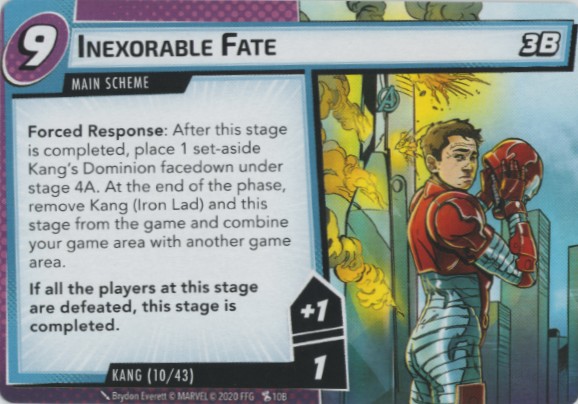 9
INEXORABLE FATE
3B
MAIN SCHEME
Forced Response: After this stage
is completed, place 1 set-aside
Kang's Dominion facedown under
stage 4A. At the end of the phase,
remove Kang (Iron Lad) and this
stage from the game and combine
your game area with another game
area.
If all the players at this stage
are defeated, this stage is
completed.
+1
1
KANG (10/43)
Brydon Everett © MARVEL © 2020 FFG 10B